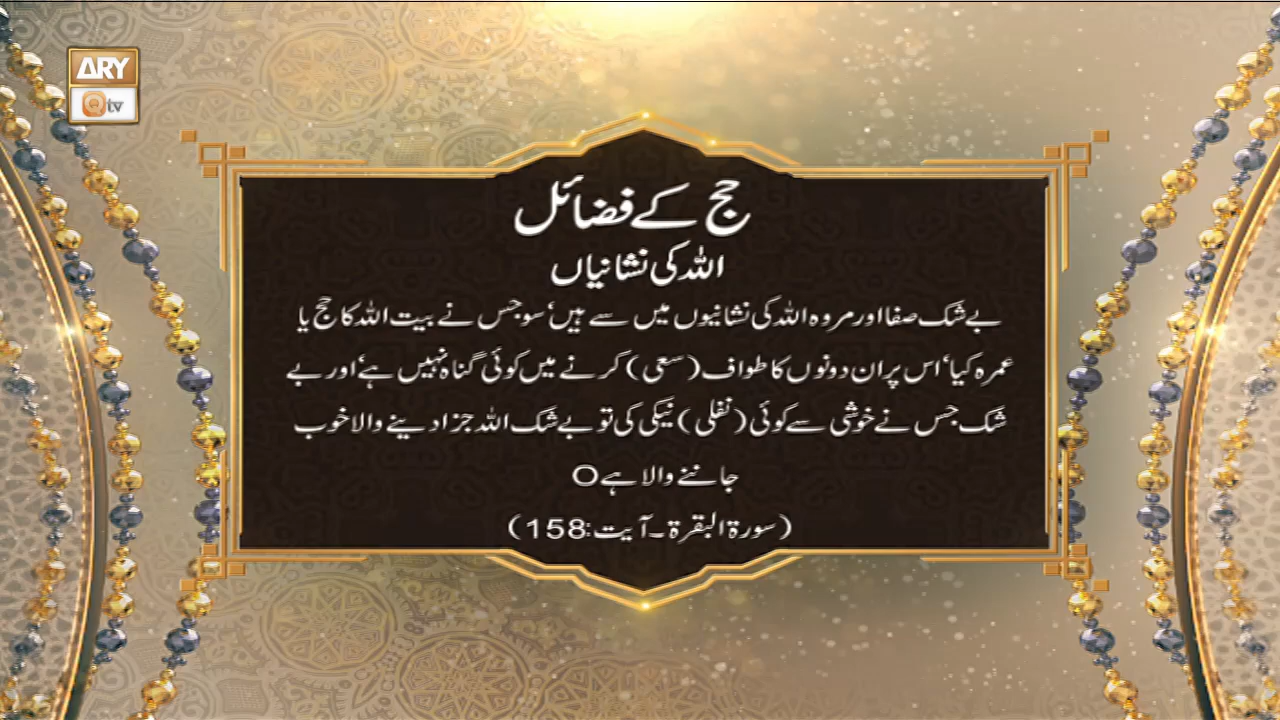 ARY
Qtv
حج کے فضائل
اللہ کی نشانیاں
بے شک صفا اور مروہ اللہ کی نشانیوں میں سے ہیں‘ سو جس نے بیت اللہ کا حج یا
عمرہ کیا‘ اس پر ان دونوں کا طواف (سعی) کرنے میں کوئی گناہ نہیں ہے‘ اور بے
شک جس نے خوشی سے کوئی (نفلی) نیکی کی تو بے شک اللہ جزا دینے والا خوب
جاننے والا ہےO
(سورۃ البقرۃ۔آیت:158)